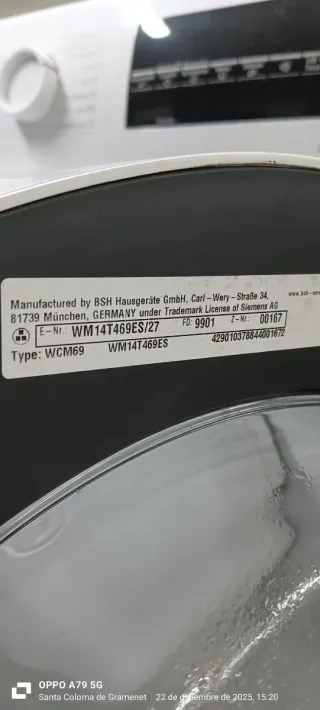 Manufactured by BSH Hausgeräte GmbH, Carl-Wery-Straße 34,
81739 München, GERMANY under Trademark License of Siemens AG
E-Nr.: WM14T469ES/27 FD: 9901 Z-Nr.: 00167
Type: WCM69 WM14T469ES 429010378844001672
OPPO A79 5G
Santa Coloma de Gramenet | 22 de diciembre de 2025, 15:20